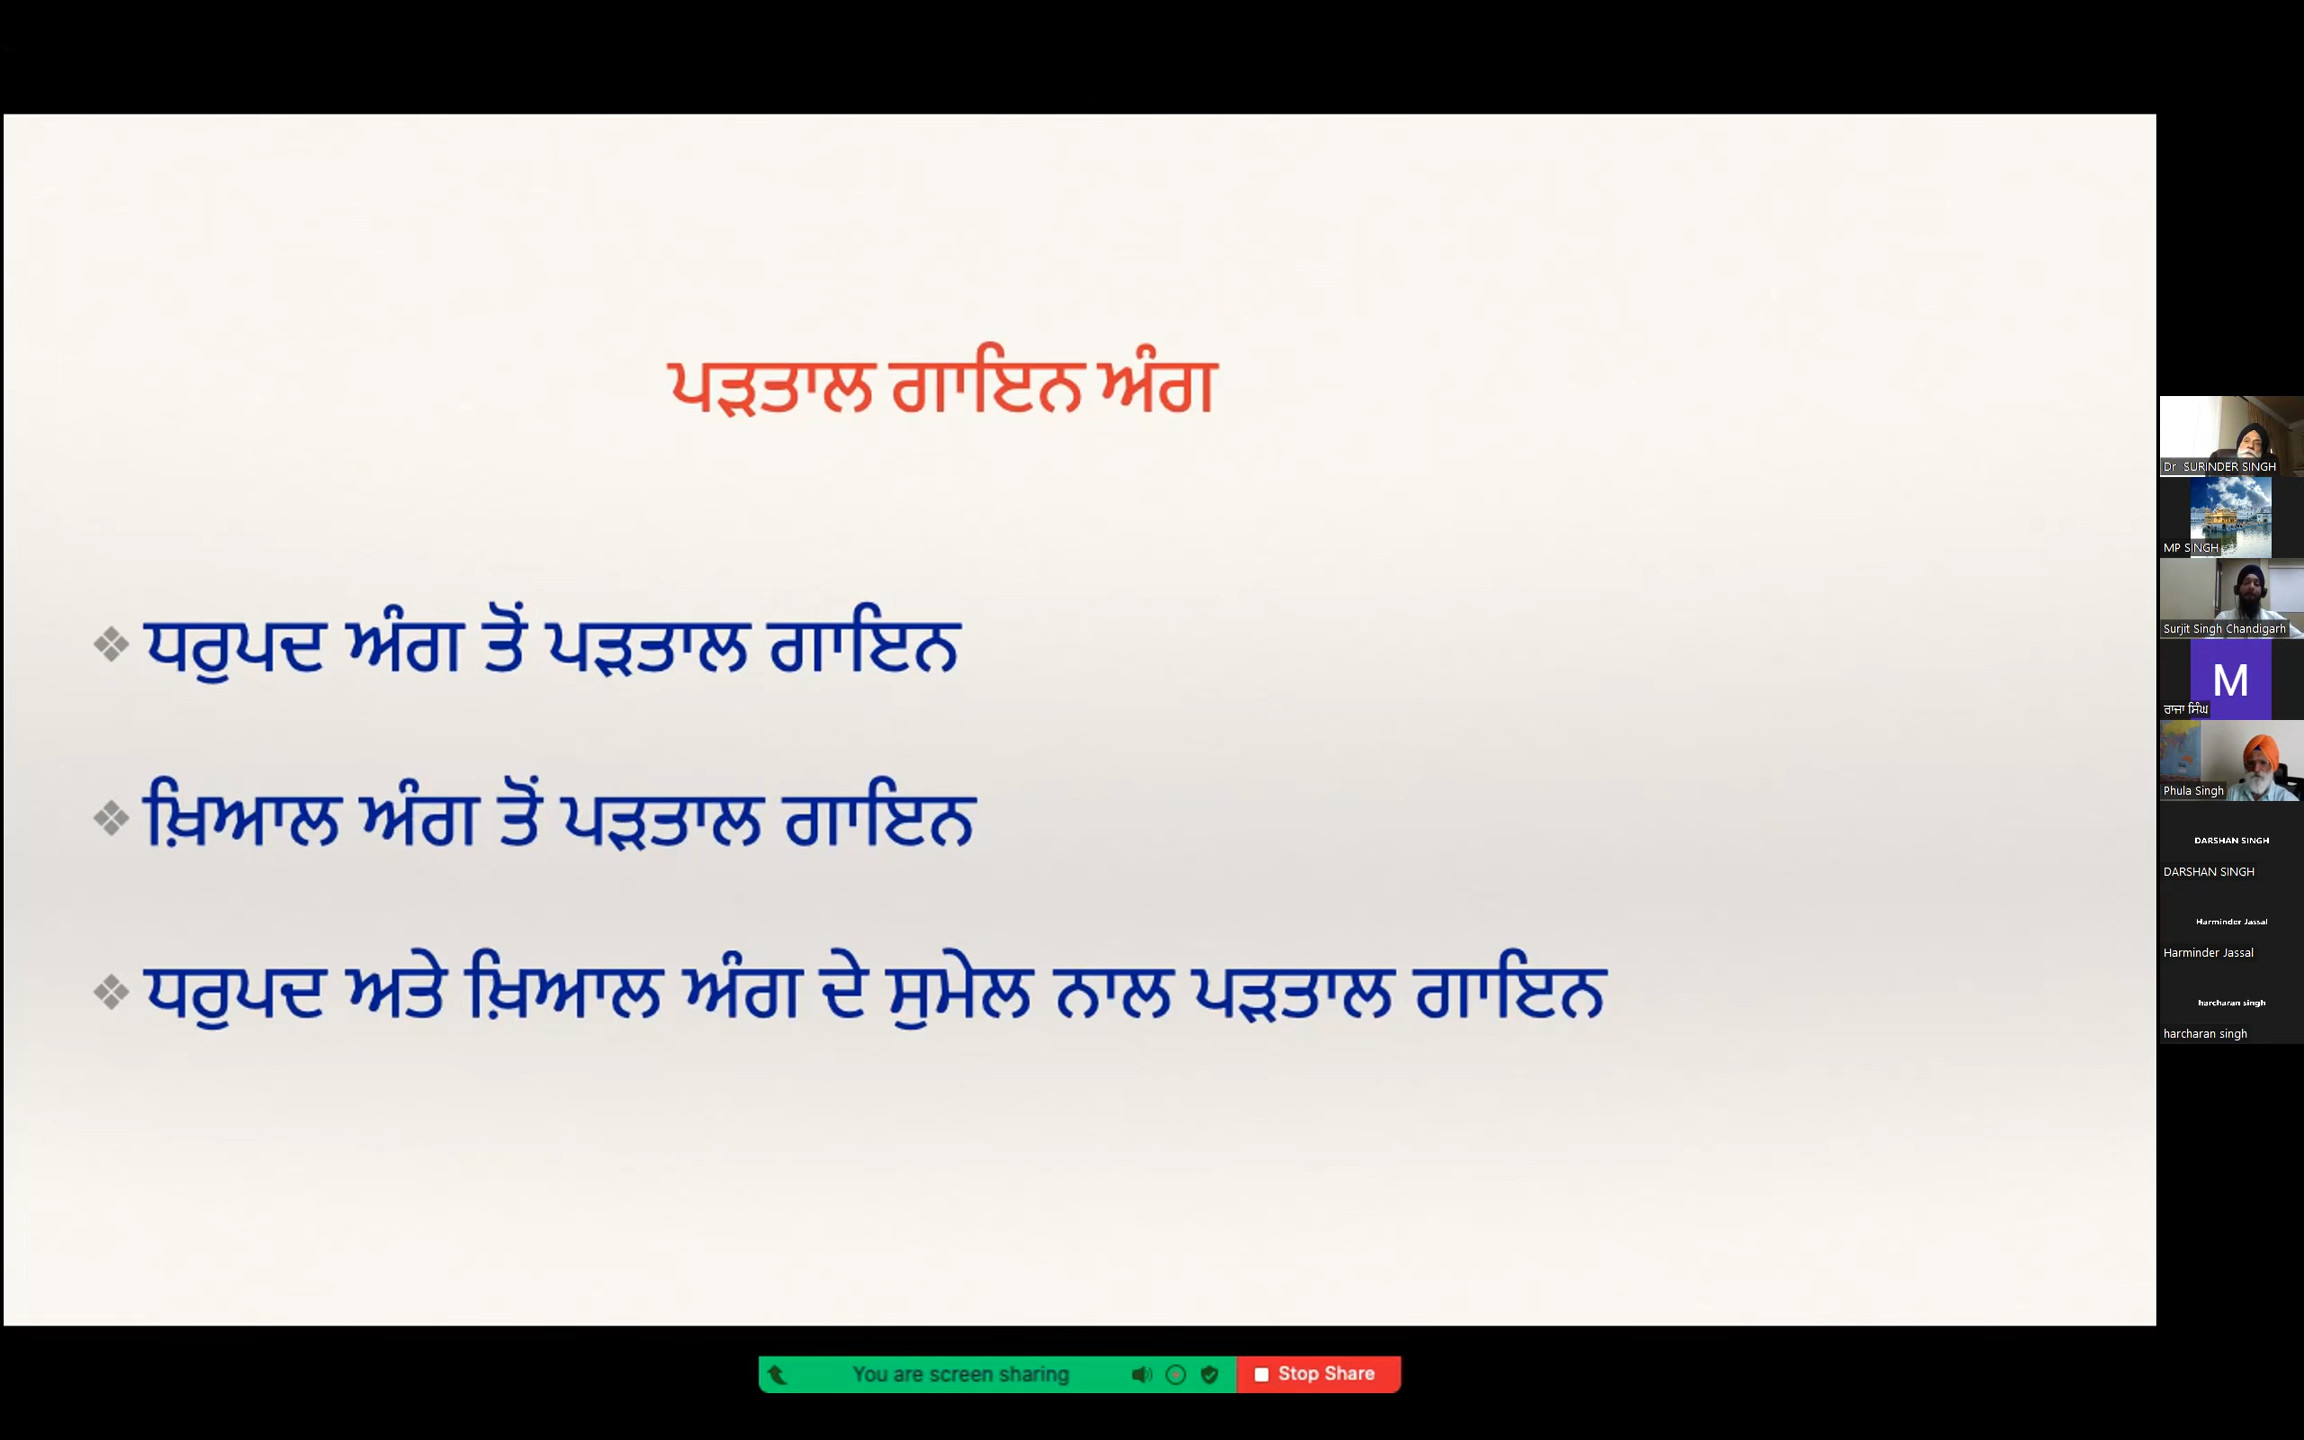 ਪੜਤਾਲ ਗਾਇਨ ਅੰਗ
❖ ਧਰੁਪਦ ਅੰਗ ਤੋਂ ਪੜਤਾਲ ਗਾਇਨ
❖ ਖ਼ਿਆਲ ਅੰਗ ਤੋਂ ਪੜਤਾਲ ਗਾਇਨ
❖ ਧਰੁਪਦ ਅਤੇ ਖ਼ਿਆਲ ਅੰਗ ਦੇ ਸੁਮੇਲ ਨਾਲ ਪੜਤਾਲ ਗਾਇਨ
Dr SURINDER SINGH
MP SINGH
Surjit Singh Chandigarh
M
ਰਾਜਾ ਸਿੰਘ
Phula Singh
DARSHAN SINGH
DARSHAN SINGH
Harminder Jassal
Harminder Jassal
harcharan singh
harcharan singh
You are screen sharing Stop Share